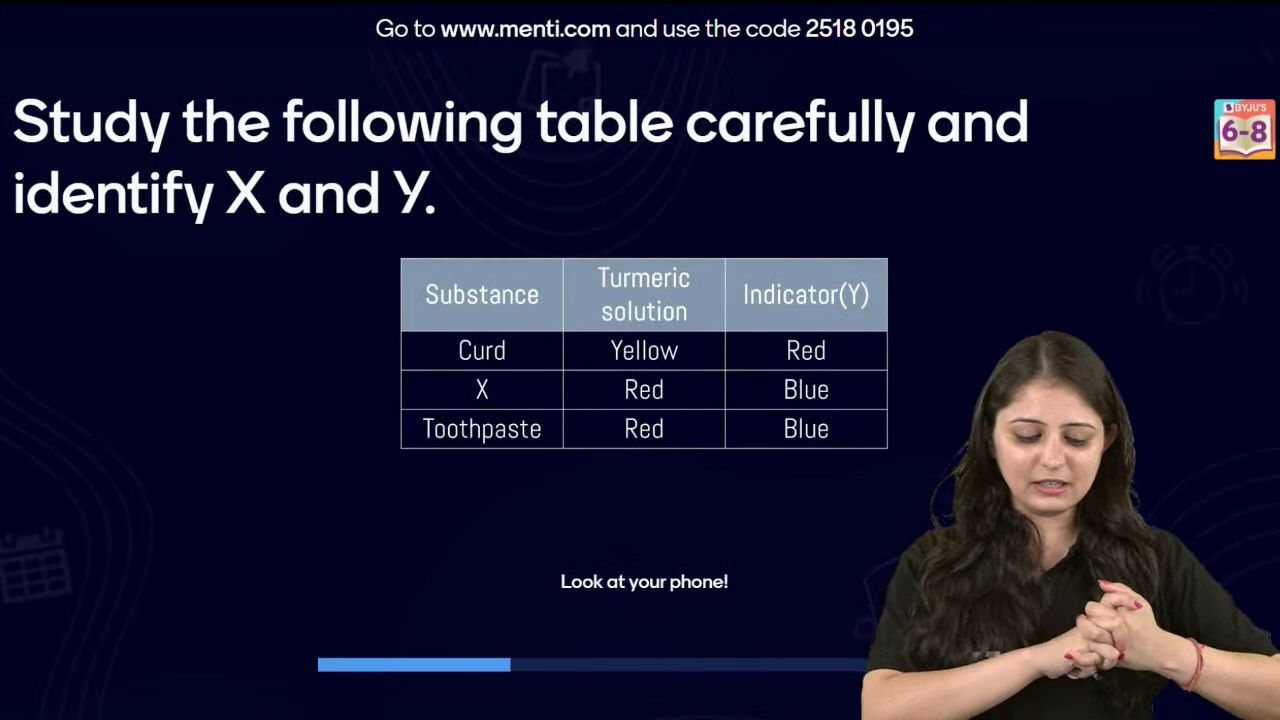 Go to www.menti.com and use the code 2518 0195
Study the following table carefully and
identify X and Y.
BYJU'S
6-8
Substance Turmeric solution Indicator(Y)
Curd Yellow Red
X Red Blue
Toothpaste Red Blue
Look at your phone!